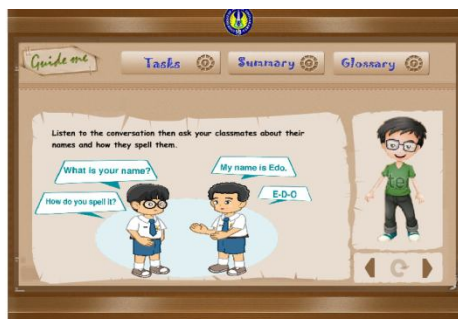 Guide me
Tasks
Summary
Glossary
Listen to the conversation then ask your classmates about their
names and how they spell them.
What is your name?
My name is Edo.
How do you spell it?
E-D-O